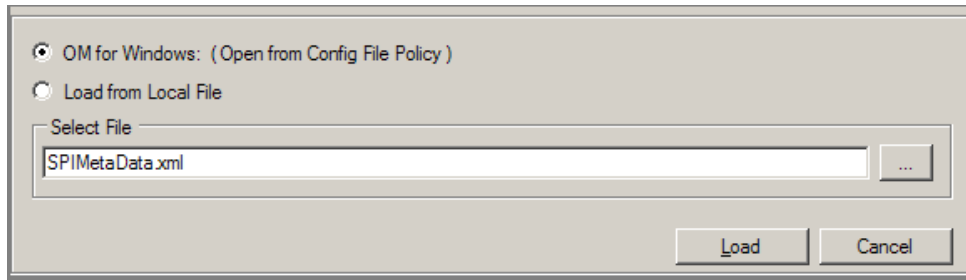 OM for Windows: ( Open from Config File Policy )
Load from Local File
Select File
SPIMetaData.xml
...
Load Cancel